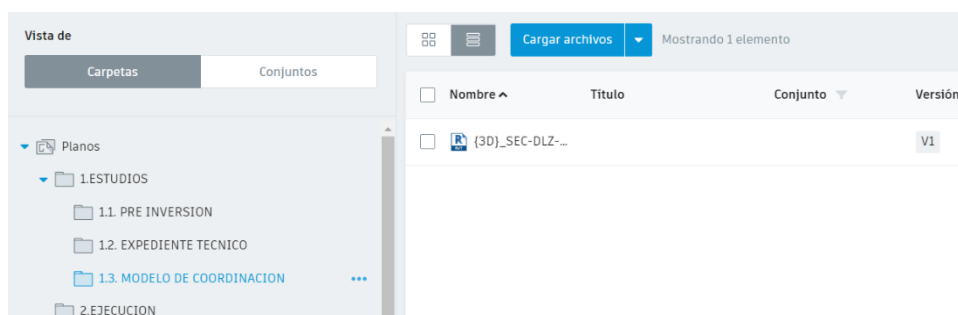 Vista de
Carpetas
Conjuntos
Planos
1.ESTUDIOS
1.1. PRE INVERSION
1.2. EXPEDIENTE TECNICO
1.3. MODELO DE COORDINACION
2.EJECUCION
Cargar archivos
Mostrando 1 elemento
Nombre Título Conjunto Versión
{3D}_SEC-DLZ-... V1